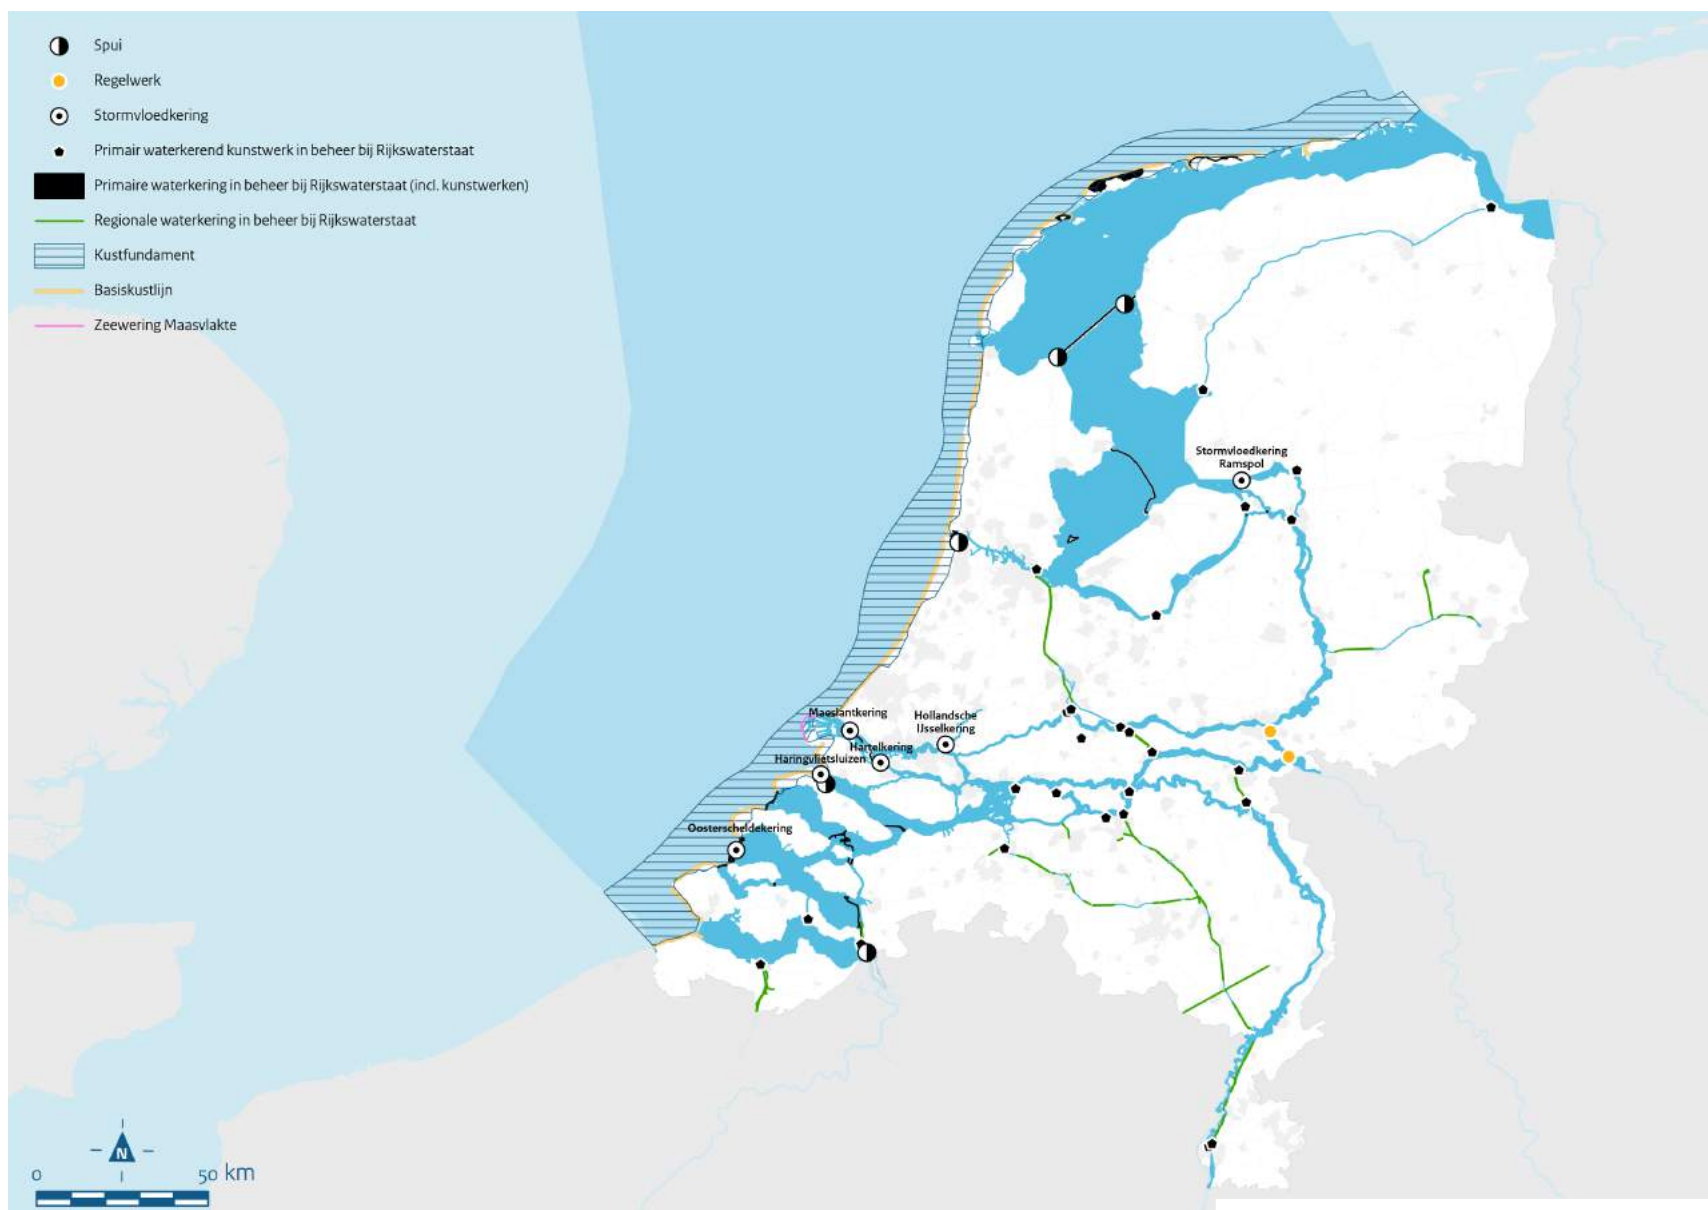 Spui
Regelwerk
Stormvloedkering
Primair waterkerend kunstwerk in beheer bij Rijkswaterstaat
Primaire waterkering in beheer bij Rijkswaterstaat (incl. kunstwerken)
Regionale waterkering in beheer bij Rijkswaterstaat
Kustfundament
Basiskustlijn
Zeewering Maasvlakte
Stormvloedkering
Ramspol
Maeslantkering
Hollandsche
IJsselkering
Hartelkering
Haringvlietsluizen
Oosterscheldekering
N
0 50 km